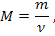 M = m/v ,